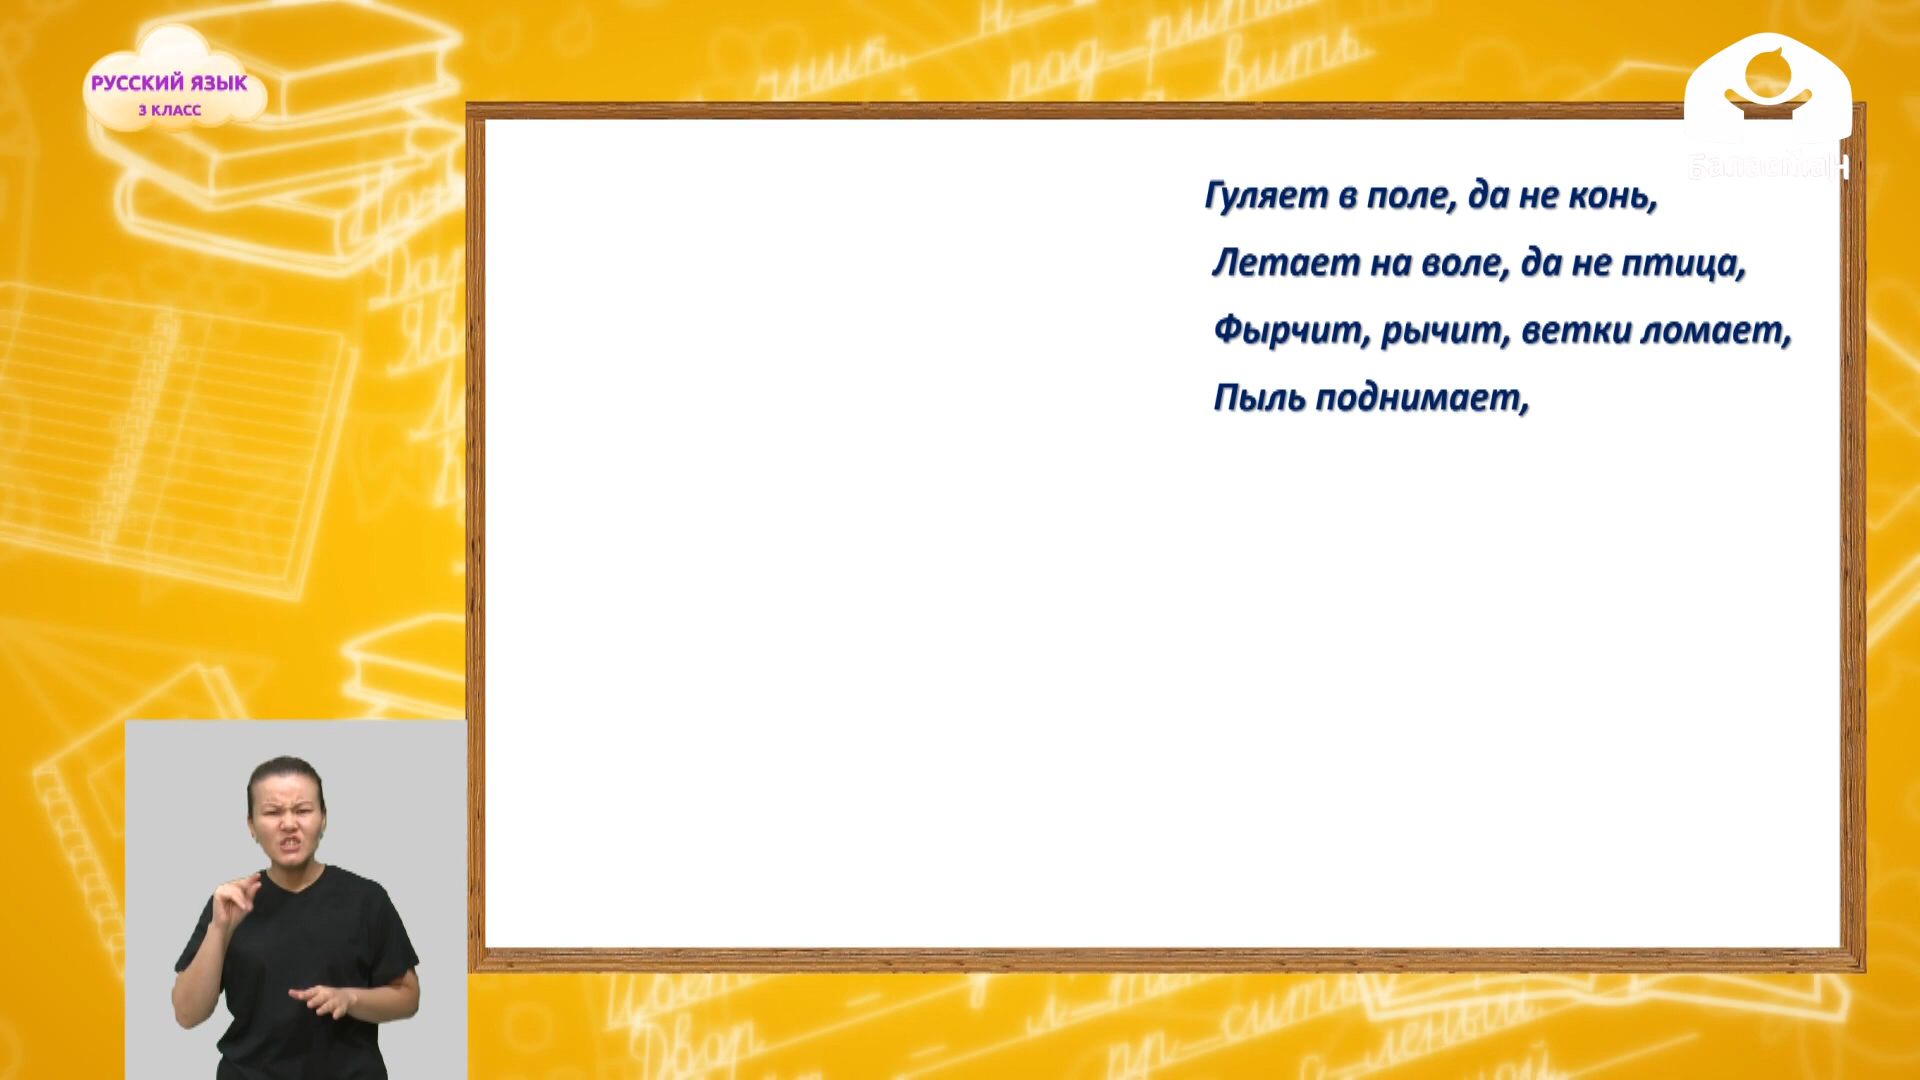 РУССКИЙ ЯЗЫК
3 КЛАСС
Баластан
Гуляет в поле, да не конь,
Летает на воле, да не птица,
Фырчит, рычит, ветки ломает,
Пыль поднимает,